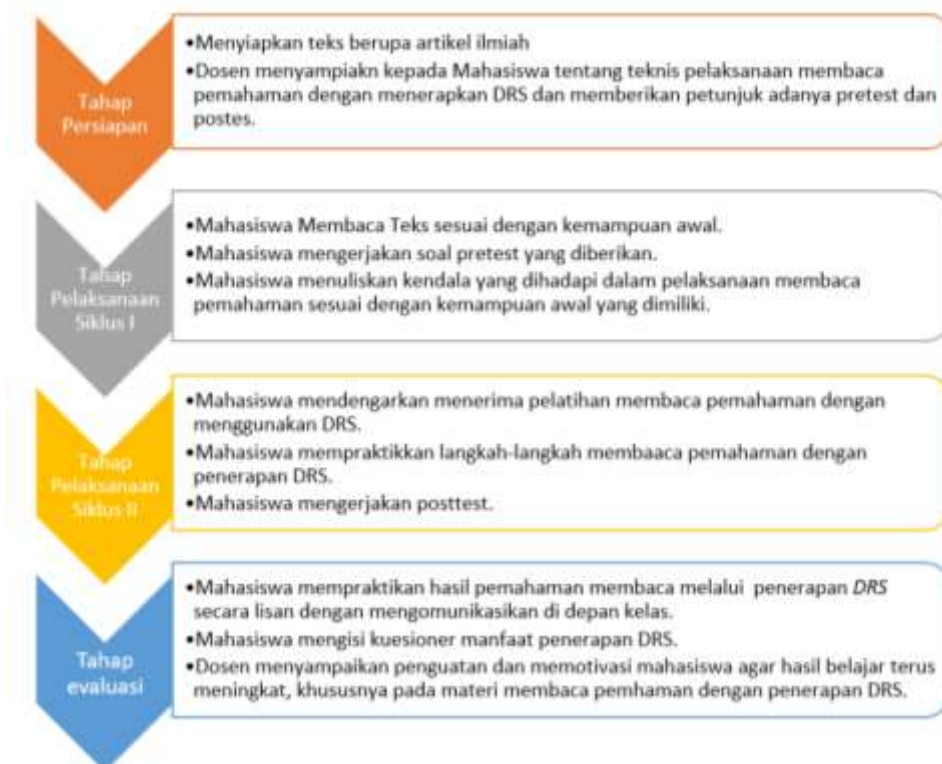 Tahap
Persiapan
•Menyiapkan teks berupa artikel ilmiah
•Dosen menyampiakn kepada Mahasiswa tentang teknis pelaksanaan membaca
pemahaman dengan menerapkan DRS dan memberikan petunjuk adanya pretest dan
postes.
Tahap
Pelaksanaan
Siklus I
•Mahasiswa Membaca Teks sesuai dengan kemampuan awal.
•Mahasiswa mengerjakan soal pretest yang diberikan.
•Mahasiswa menuliskan kendala yang dihadapi dalam pelaksanaan membaca
pemahaman sesuai dengan kemampuan awal yang dimiliki.
Tahap
Pelaksanaan
Siklus II
•Mahasiswa mendengarkan menerima pelatihan membaca pemahaman dengan
menggunakan DRS.
•Mahasiswa mempraktikkan langkah-langkah membaaca pemahaman dengan
penerapan DRS.
•Mahasiswa mengerjakan posttest.
Tahap
evaluasi
•Mahasiswa mempraktikan hasil pemahaman membaca melalui penerapan DRS
secara lisan dengan mengomunikasikan di depan kelas.
•Mahasiswa mengisi kuesioner manfaat penerapan DRS.
•Dosen menyampaikan penguatan dan memotivasi mahasiswa agar hasil belajar terus
meningkat, khususnya pada materi membaca pemhaman dengan penerapan DRS.